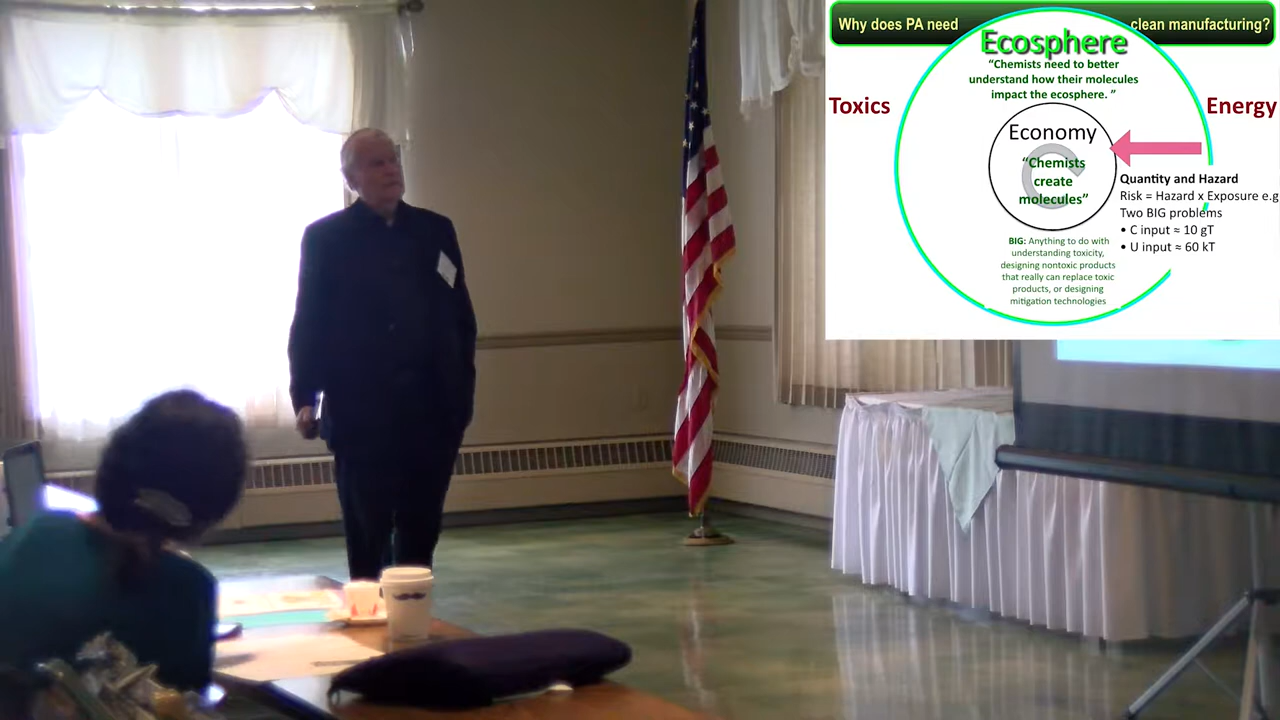 Why does PA need clean manufacturing?
Ecosphere
“Chemists need to better
understand how their molecules
impact the ecosphere. ”
Toxics
Energy
Economy
C
“Chemists
create
molecules”
Quantity and Hazard
Risk = Hazard x Exposure e.g
Two BIG problems
• C input ≈ 10 gT
• U input ≈ 60 kT
BIG: Anything to do with
understanding toxicity,
designing nontoxic products
that really can replace toxic
products, or designing
mitigation technologies